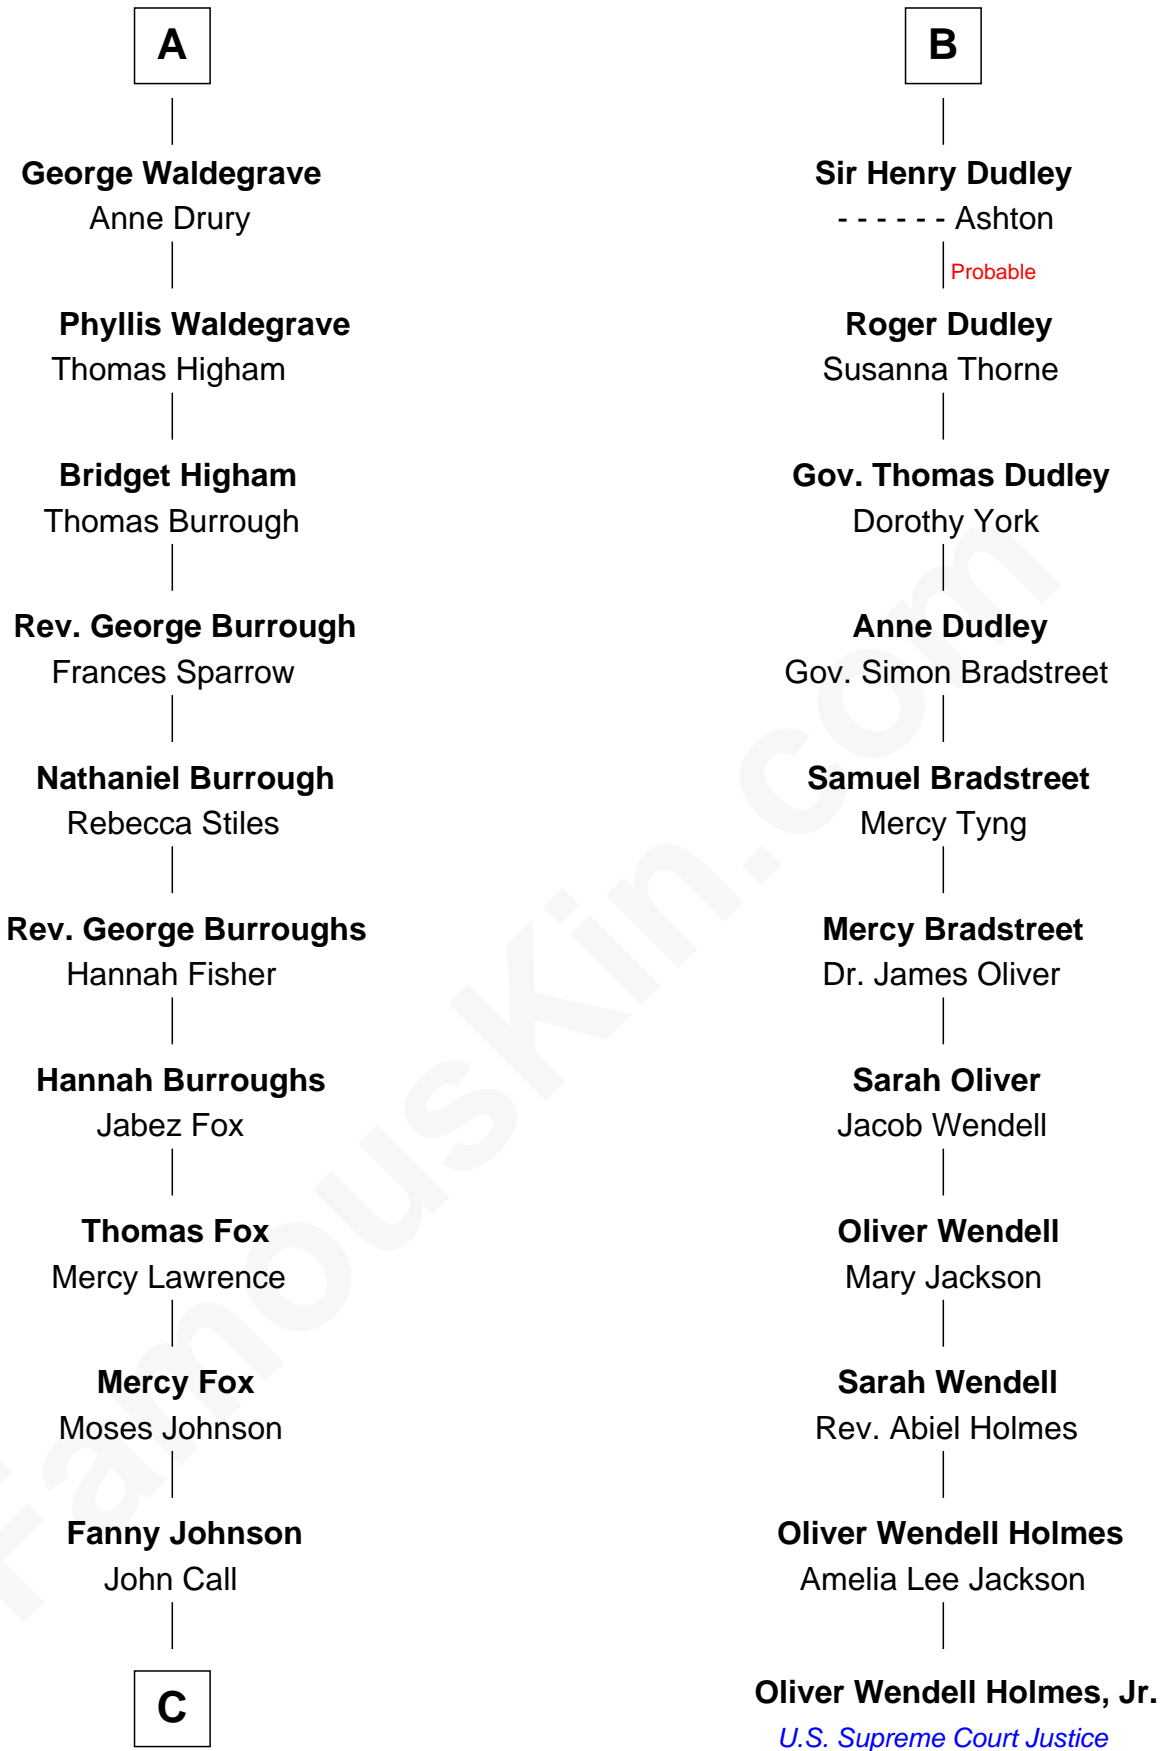 A
George Waldegrave
Anne Drury
Phyllis Waldegrave
Thomas Higham
Bridget Higham
Thomas Burrough
Rev. George Burrough
Frances Sparrow
Nathaniel Burrough
Rebecca Stiles
Rev. George Burroughs
Hannah Fisher
Hannah Burroughs
Jabez Fox
Thomas Fox
Mercy Lawrence
Mercy Fox
Moses Johnson
Fanny Johnson
John Call
C
B
Sir Henry Dudley
- - - - - - Ashton
Probable
Roger Dudley
Susanna Thorne
Gov. Thomas Dudley
Dorothy York
Anne Dudley
Gov. Simon Bradstreet
Samuel Bradstreet
Mercy Tyng
Mercy Bradstreet
Dr. James Oliver
Sarah Oliver
Jacob Wendell
Oliver Wendell
Mary Jackson
Sarah Wendell
Rev. Abiel Holmes
Oliver Wendell Holmes
Amelia Lee Jackson
Oliver Wendell Holmes, Jr.
U.S. Supreme Court Justice
FamousKin.com